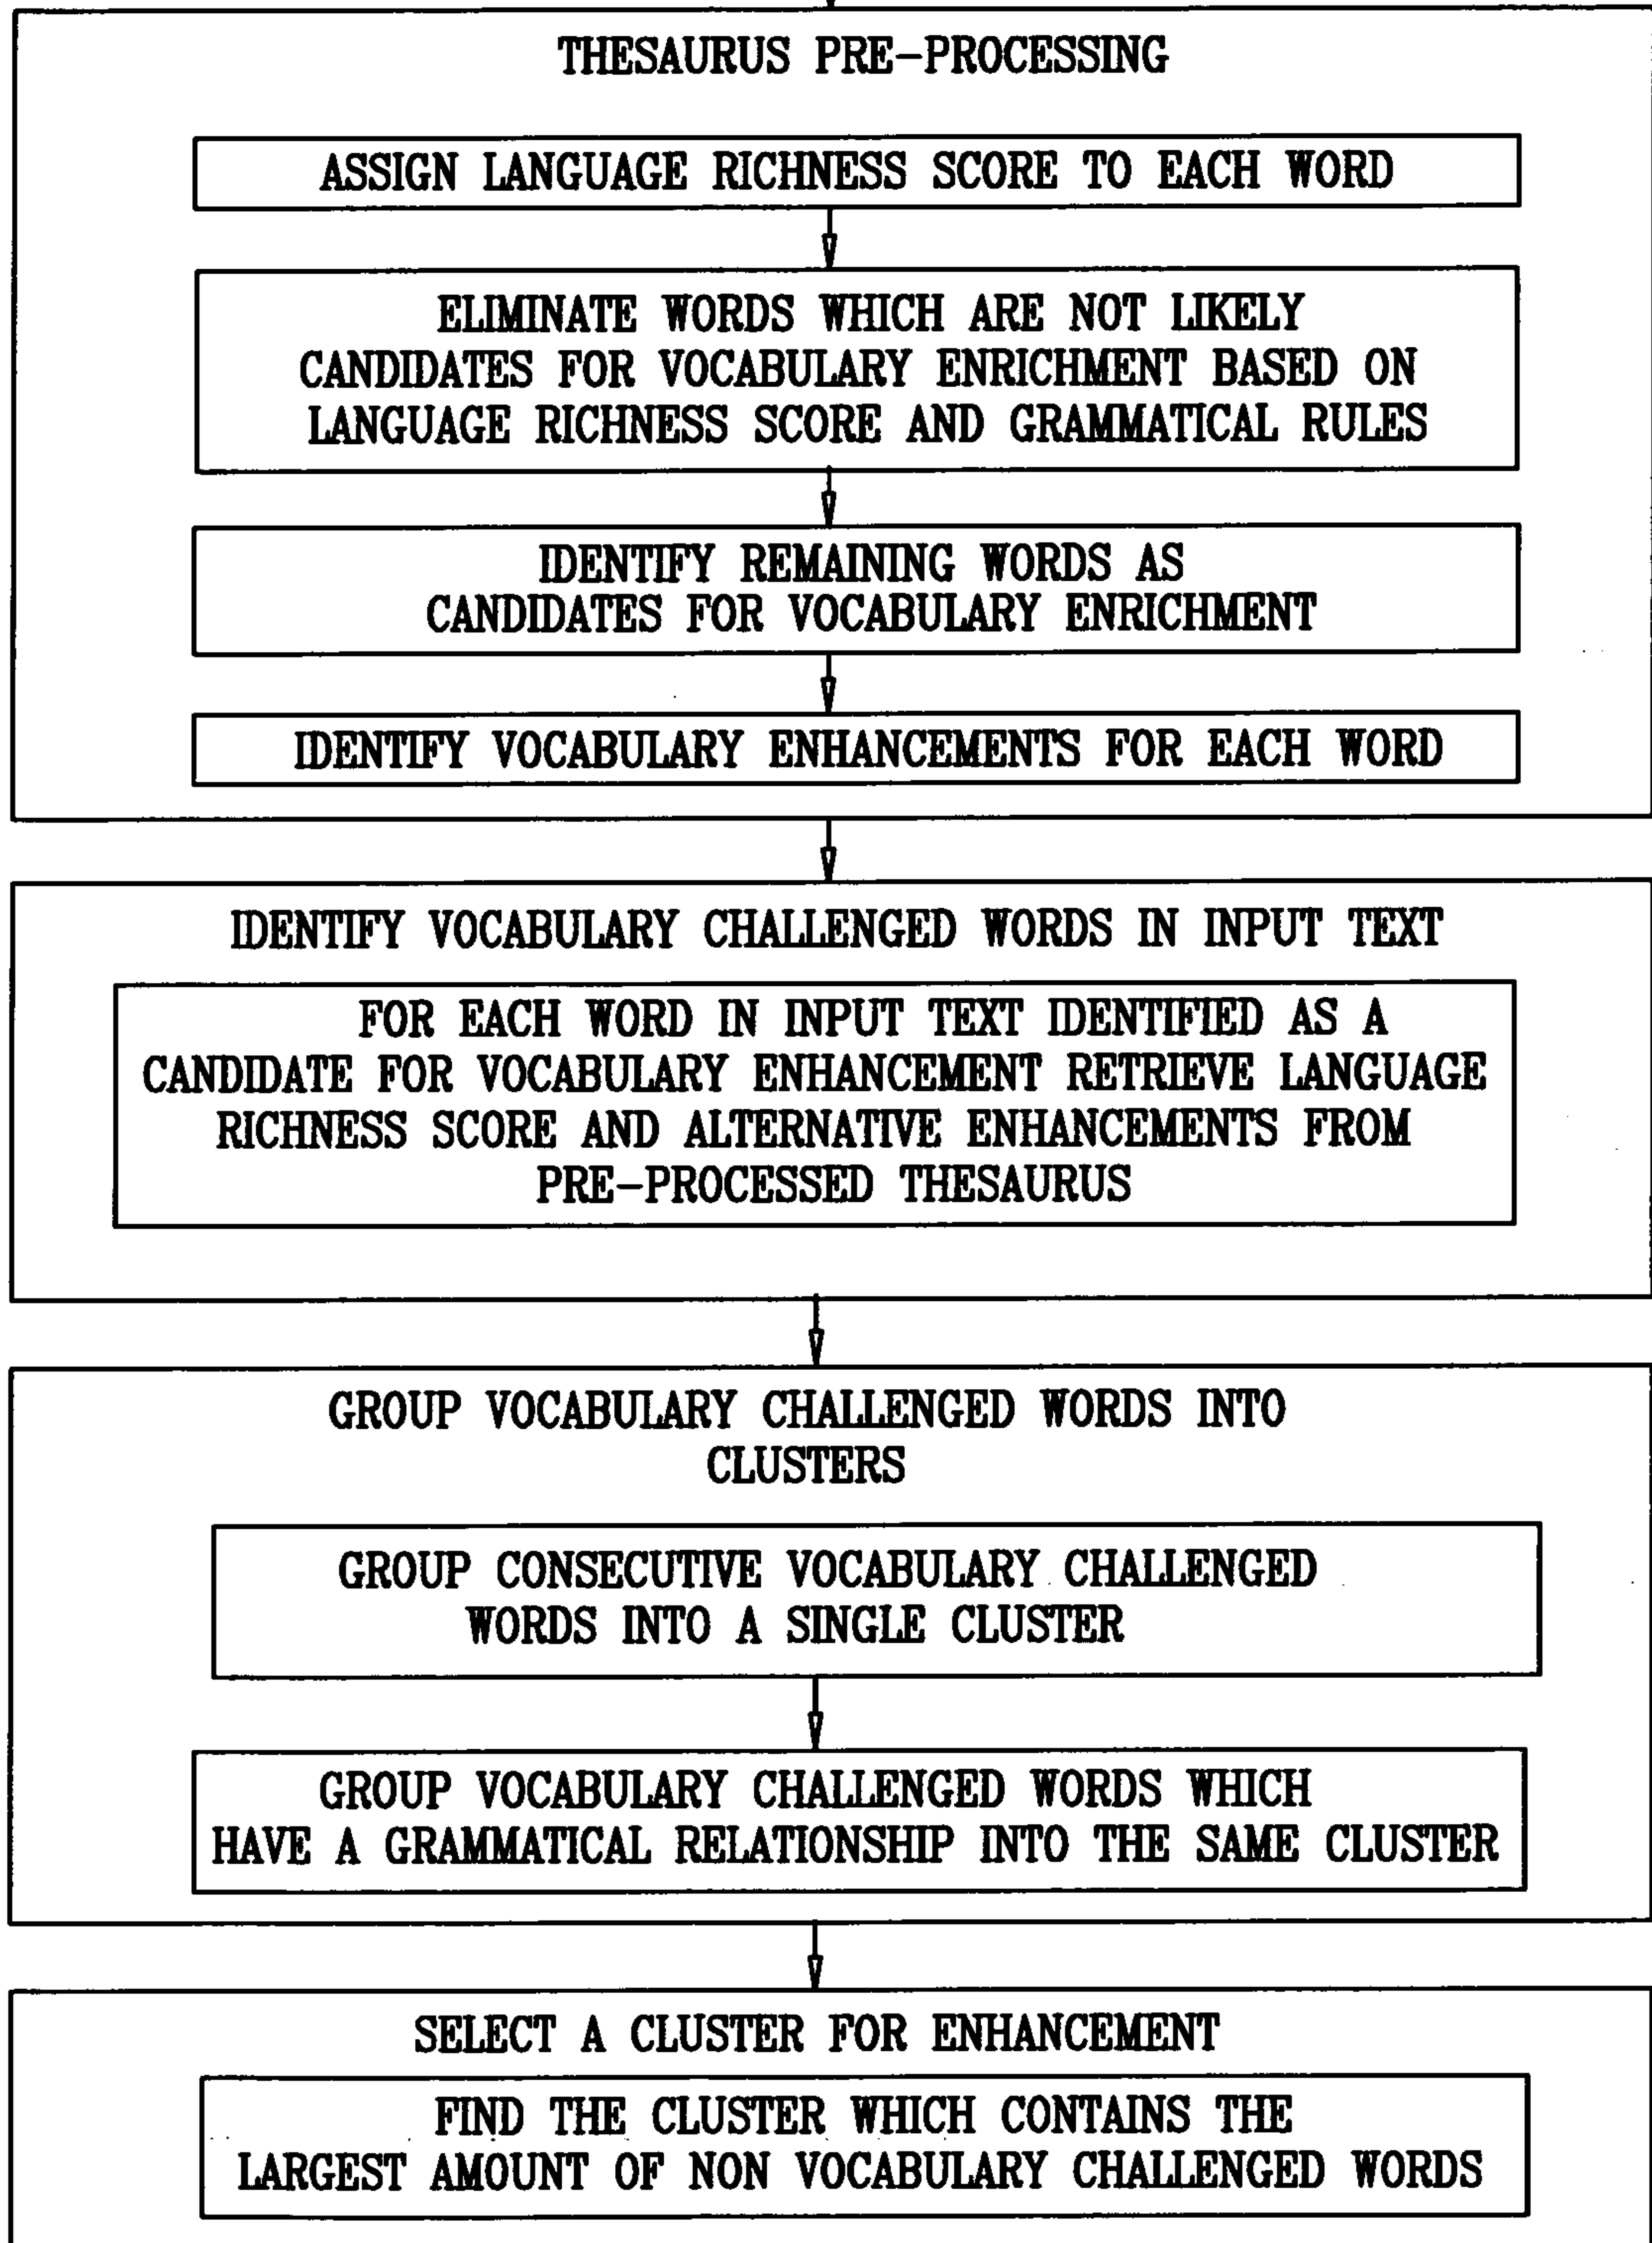 THESAURUS PRE-PROCESSING
ASSIGN LANGUAGE RICHNESS SCORE TO EACH WORD
ELIMINATE WORDS WHICH ARE NOT LIKELY
CANDIDATES FOR VOCABULARY ENRICHMENT BASED ON
LANGUAGE RICHNESS SCORE AND GRAMMATICAL RULES
IDENTIFY REMAINING WORDS AS
CANDIDATES FOR VOCABULARY ENRICHMENT
IDENTIFY VOCABULARY ENHANCEMENTS FOR EACH WORD
IDENTIFY VOCABULARY CHALLENGED WORDS IN INPUT TEXT
FOR EACH WORD IN INPUT TEXT IDENTIFIED AS A
CANDIDATE FOR VOCABULARY ENHANCEMENT RETRIEVE LANGUAGE
RICHNESS SCORE AND ALTERNATIVE ENHANCEMENTS FROM
PRE-PROCESSED THESAURUS
GROUP VOCABULARY CHALLENGED WORDS INTO
CLUSTERS
GROUP CONSECUTIVE VOCABULARY CHALLENGED
WORDS INTO A SINGLE CLUSTER
GROUP VOCABULARY CHALLENGED WORDS WHICH
HAVE A GRAMMATICAL RELATIONSHIP INTO THE SAME CLUSTER
SELECT A CLUSTER FOR ENHANCEMENT
FIND THE CLUSTER WHICH CONTAINS THE
LARGEST AMOUNT OF NON VOCABULARY CHALLENGED WORDS